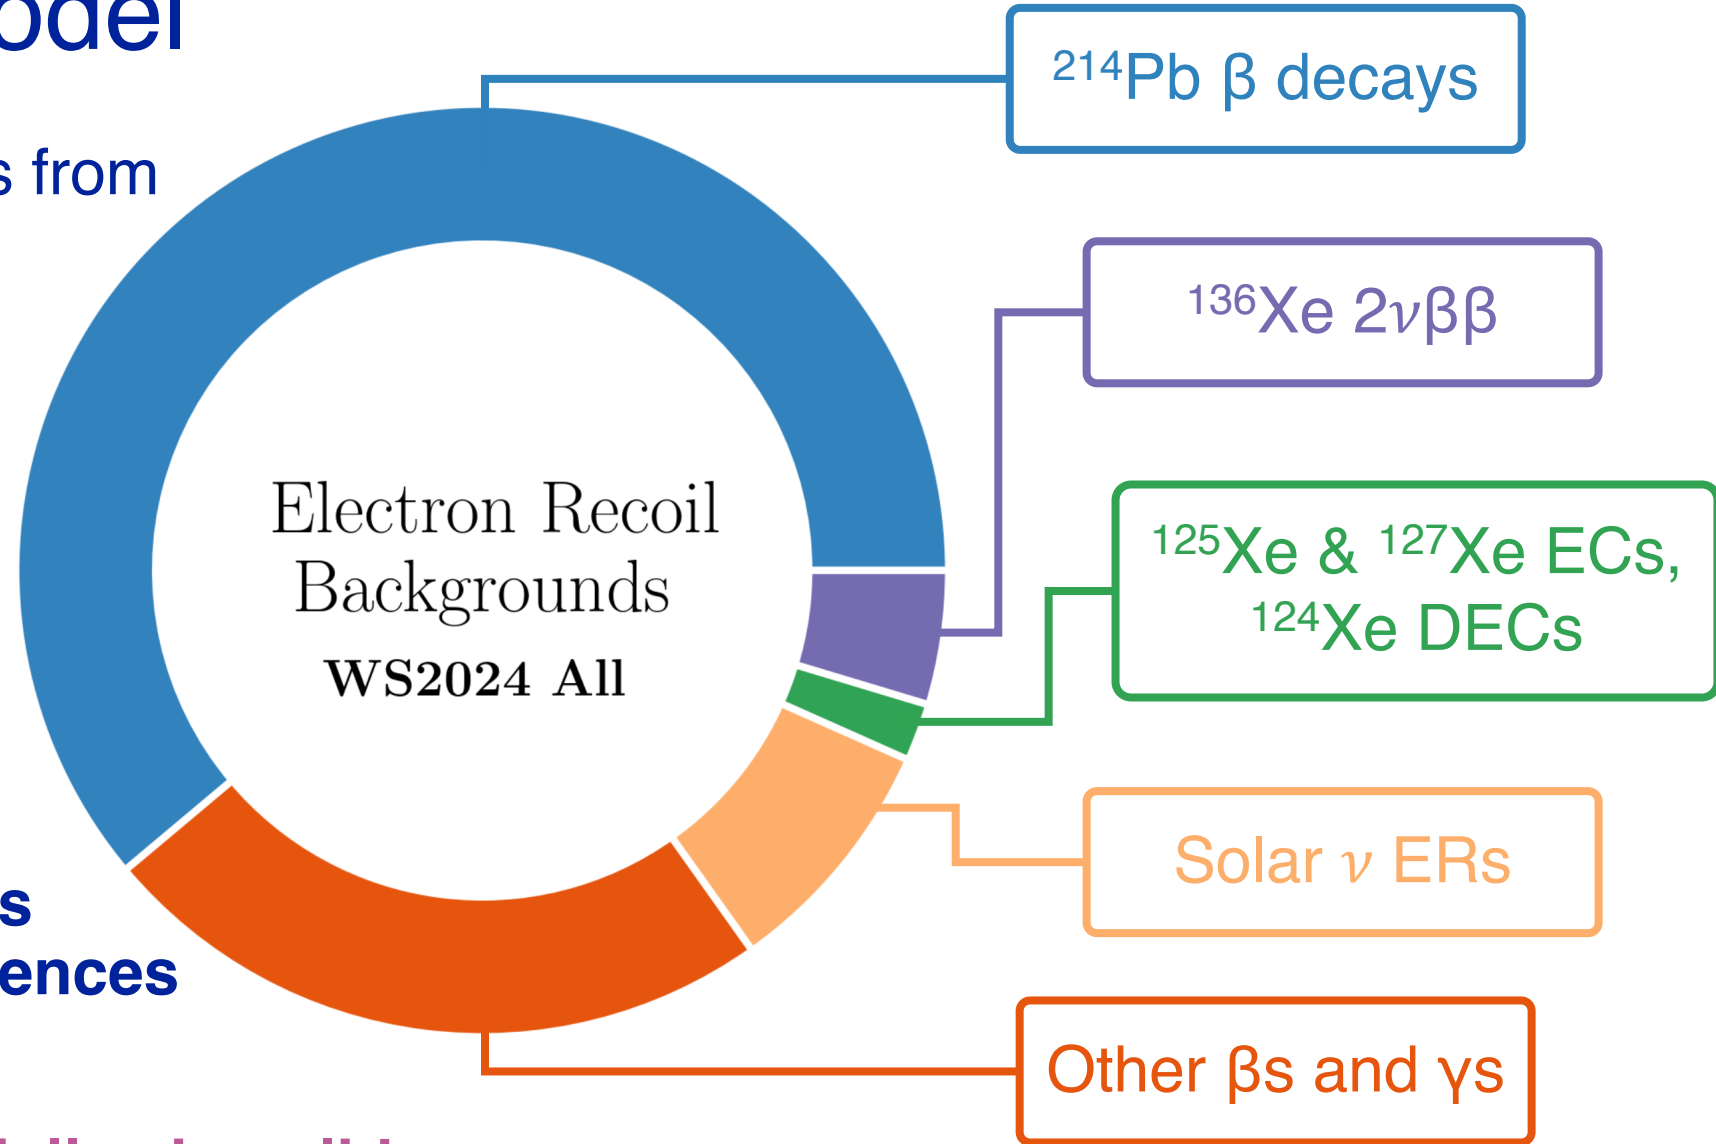 odel
s from
s
ences
Electron Recoil
Backgrounds
WS2024 All
²¹⁴Pb β decays
¹³⁶Xe 2νββ
¹²⁵Xe & ¹²⁷Xe ECs,
¹²⁴Xe DECs
Solar ν ERs
Other βs and γs